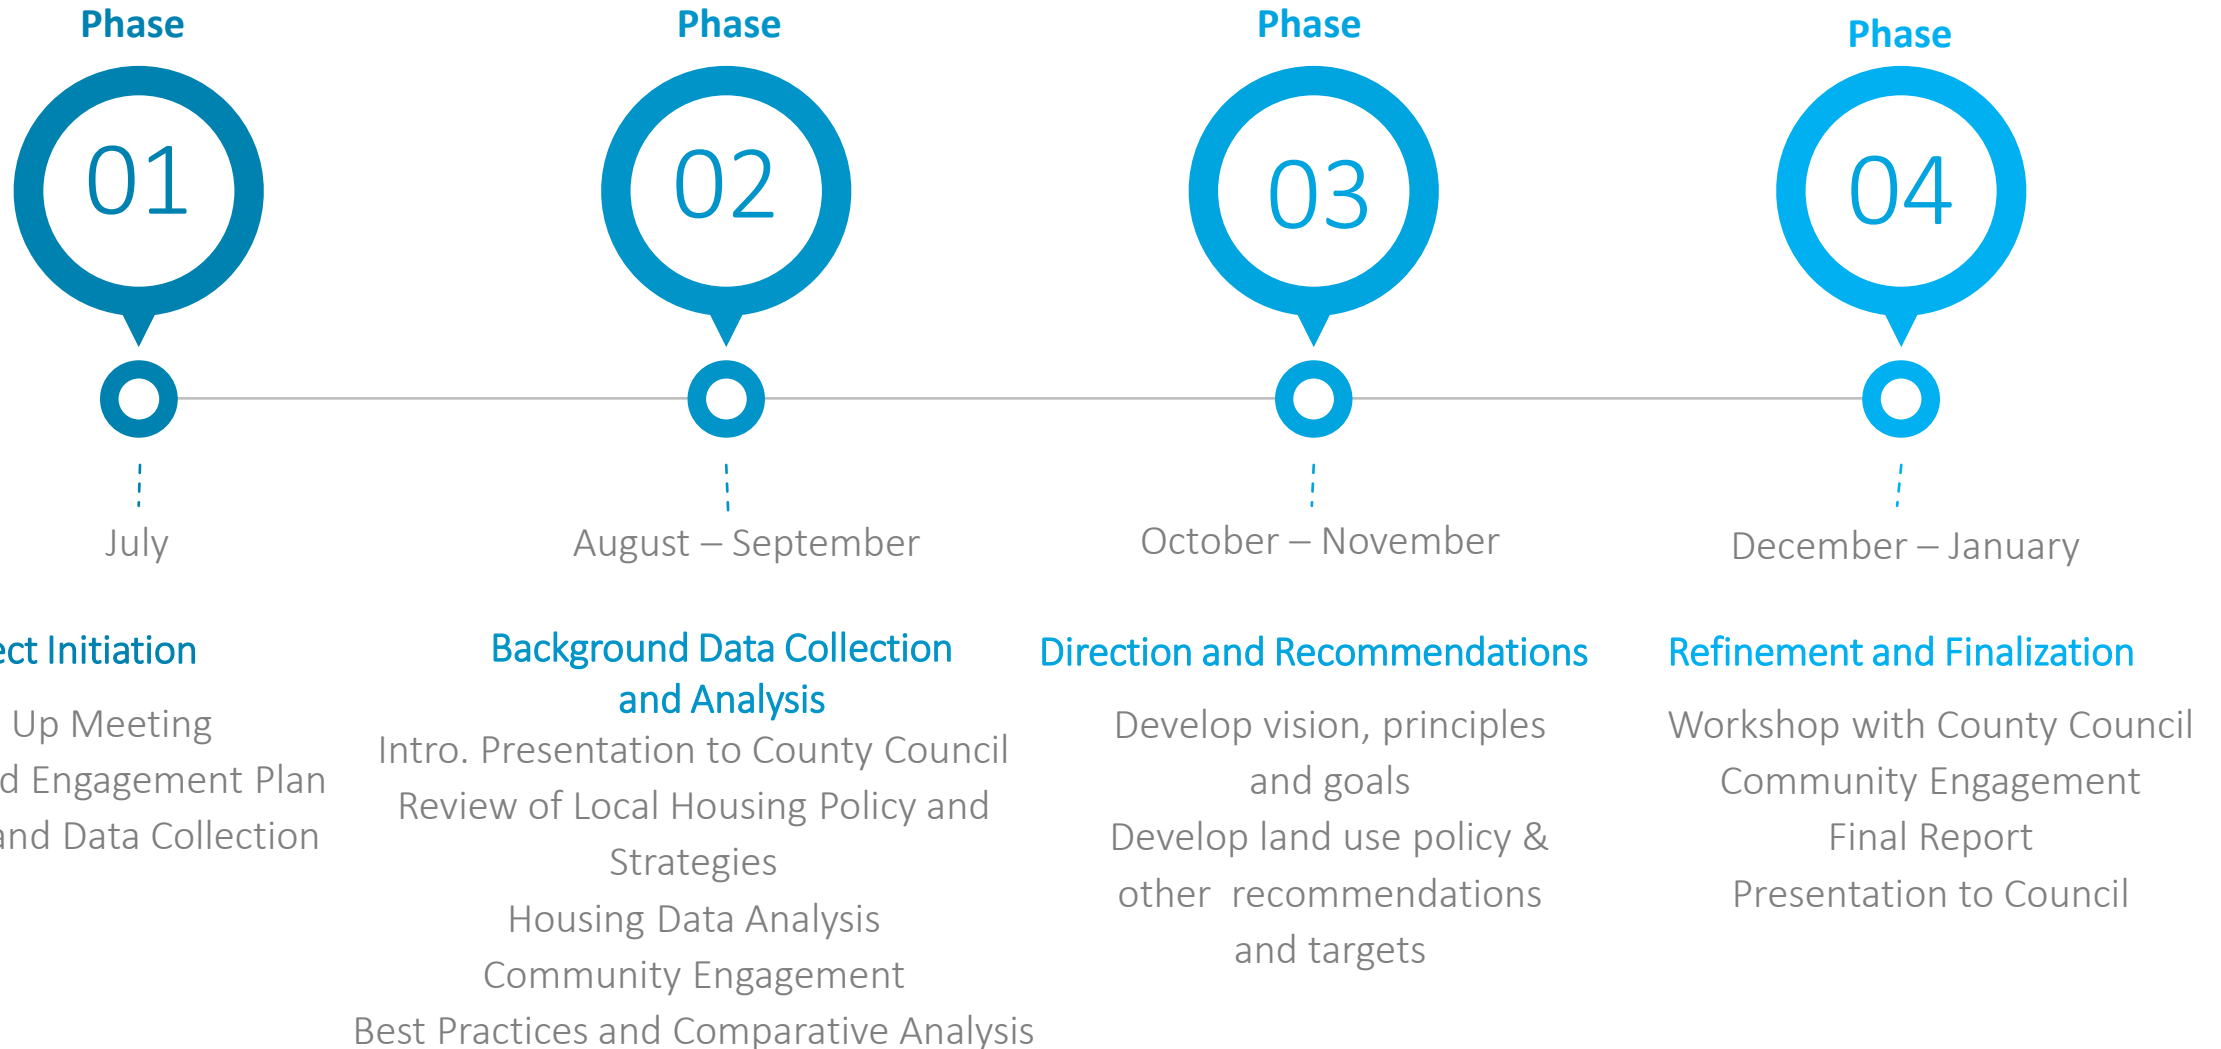 Phase
01
July
Initiation
Up Meeting
Engagement Plan
and Data Collection
Phase
02
August – September
Background Data Collection
and Analysis
Intro. Presentation to County Council
Review of Local Housing Policy and
Strategies
Housing Data Analysis
Community Engagement
Best Practices and Comparative Analysis
Phase
03
October – November
Direction and Recommendations
Develop vision, principles
and goals
Develop land use policy &
other recommendations
and targets
Phase
04
December – January
Refinement and Finalization
Workshop with County Council
Community Engagement
Final Report
Presentation to Council